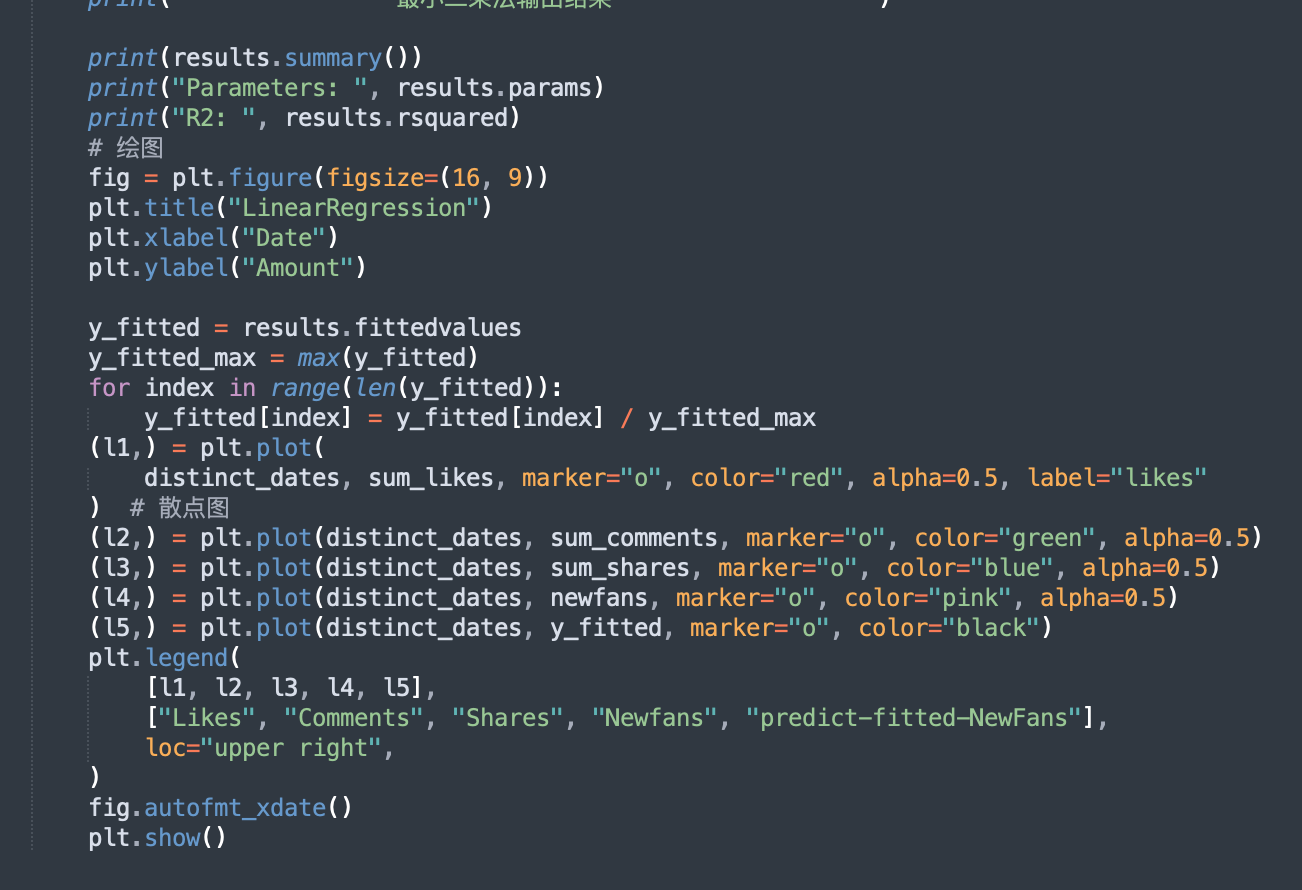 print("最小二乘法输出结果")
print(results.summary())
print("Parameters: ", results.params)
print("R2: ", results.rsquared)
# 绘图
fig = plt.figure(figsize=(16, 9))
plt.title("LinearRegression")
plt.xlabel("Date")
plt.ylabel("Amount")
y_fitted = results.fittedvalues
y_fitted_max = max(y_fitted)
for index in range(len(y_fitted)):
y_fitted[index] = y_fitted[index] / y_fitted_max
(l1,) = plt.plot(
distinct_dates, sum_likes, marker="o", color="red", alpha=0.5, label="likes"
)  # 散点图
(l2,) = plt.plot(distinct_dates, sum_comments, marker="o", color="green", alpha=0.5)
(l3,) = plt.plot(distinct_dates, sum_shares, marker="o", color="blue", alpha=0.5)
(l4,) = plt.plot(distinct_dates, newfans, marker="o", color="pink", alpha=0.5)
(l5,) = plt.plot(distinct_dates, y_fitted, marker="o", color="black")
plt.legend(
[l1, l2, l3, l4, l5],
["Likes", "Comments", "Shares", "Newfans", "predict-fitted-NewFans"],
loc="upper right",
)
fig.autofmt_xdate()
plt.show()